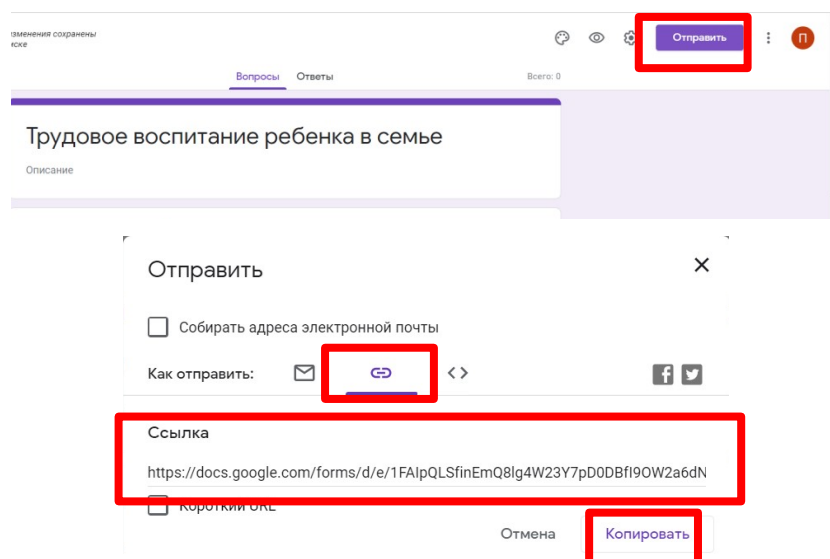 зменения сохранены
Отправить
П
иске
Вопросы Ответы
Всего: 0
Трудовое воспитание ребенка в семье
Описание
Отправить
Собирать адреса электронной почты
Как отправить:
Ссылка
https://docs.google.com/forms/d/e/1FAIpQLSfinEmQ8lg4W23Y7pD0DBfI9OW2a6dN
Короткий URL
Отмена Копировать